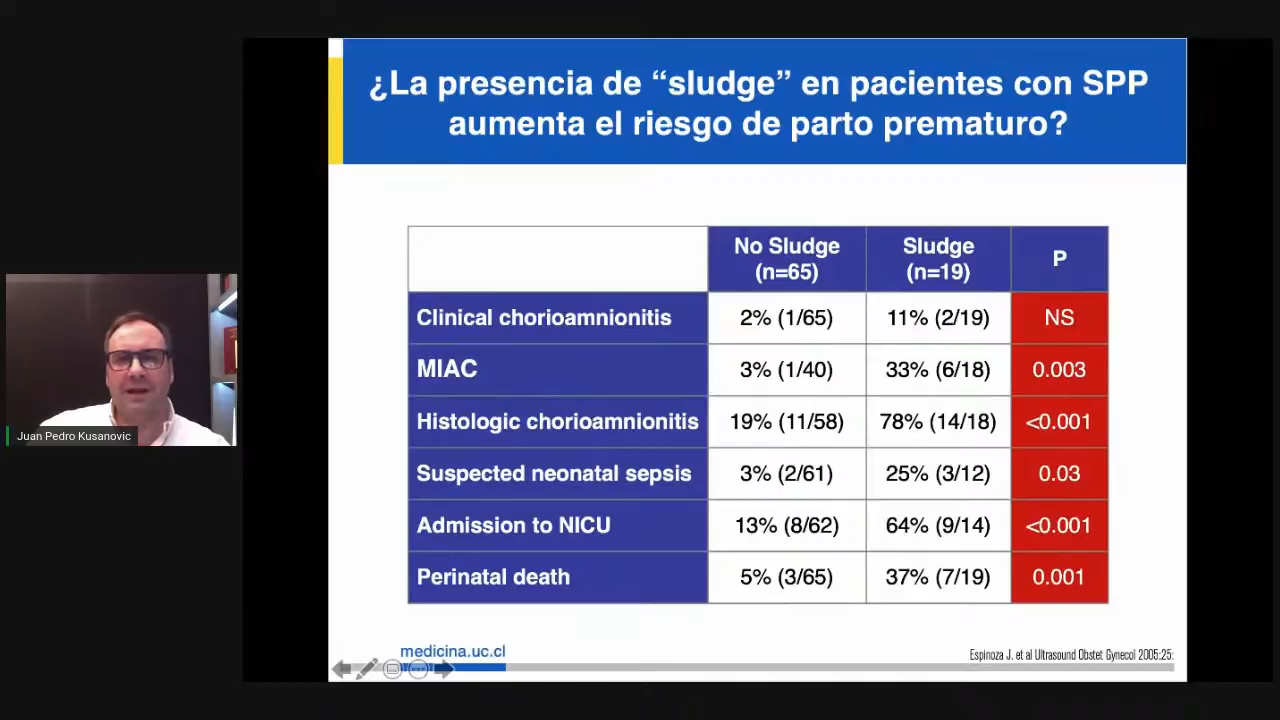 ¿La presencia de “sludge” en pacientes con SPP
aumenta el riesgo de parto prematuro?
No Sludge
(n=65)
Sludge
(n=19)
P
Clinical chorioamnionitis 2% (1/65) 11% (2/19) NS
MIAC 3% (1/40) 33% (6/18) 0.003
Histologic chorioamnionitis 19% (11/58) 78% (14/18) <0.001
Suspected neonatal sepsis 3% (2/61) 25% (3/12) 0.03
Admission to NICU 13% (8/62) 64% (9/14) <0.001
Perinatal death 5% (3/65) 37% (7/19) 0.001
Juan Pedro Kusanovic
medicina.uc.cl
Espinoza J. et al Ultrasound Obstet Gynecol 2005:25: